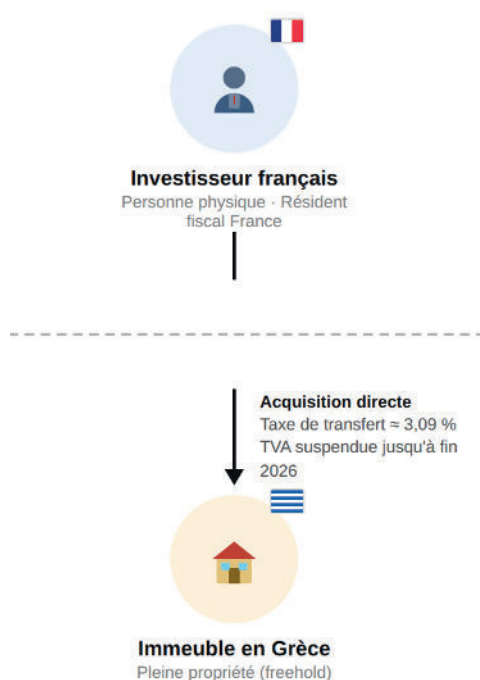 Investisseur français
Personne physique · Résident
fiscal France
Acquisition directe
Taxe de transfert ≈ 3,09 %
TVA suspendue jusqu'à fin
2026
Immeuble en Grèce
Pleine propriété (freehold)